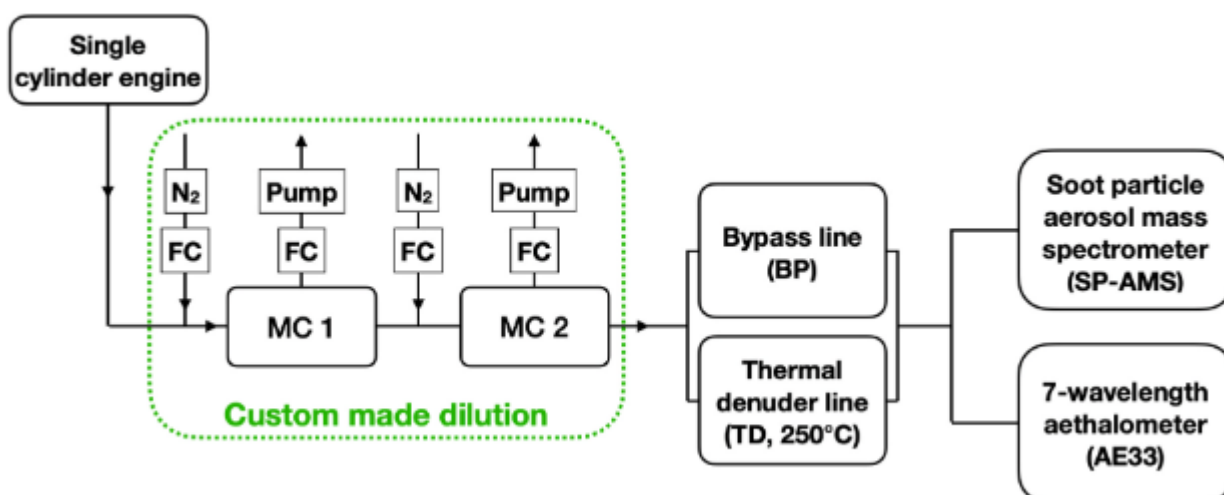 Single
cylinder engine
N₂
Pump
N₂
Pump
FC
FC
FC
FC
MC 1
MC 2
Custom made dilution
Bypass line
(BP)
Thermal
denuder line
(TD, 250°C)
Soot particle
aerosol mass
spectrometer
(SP-AMS)
7-wavelength
aethalometer
(AE33)